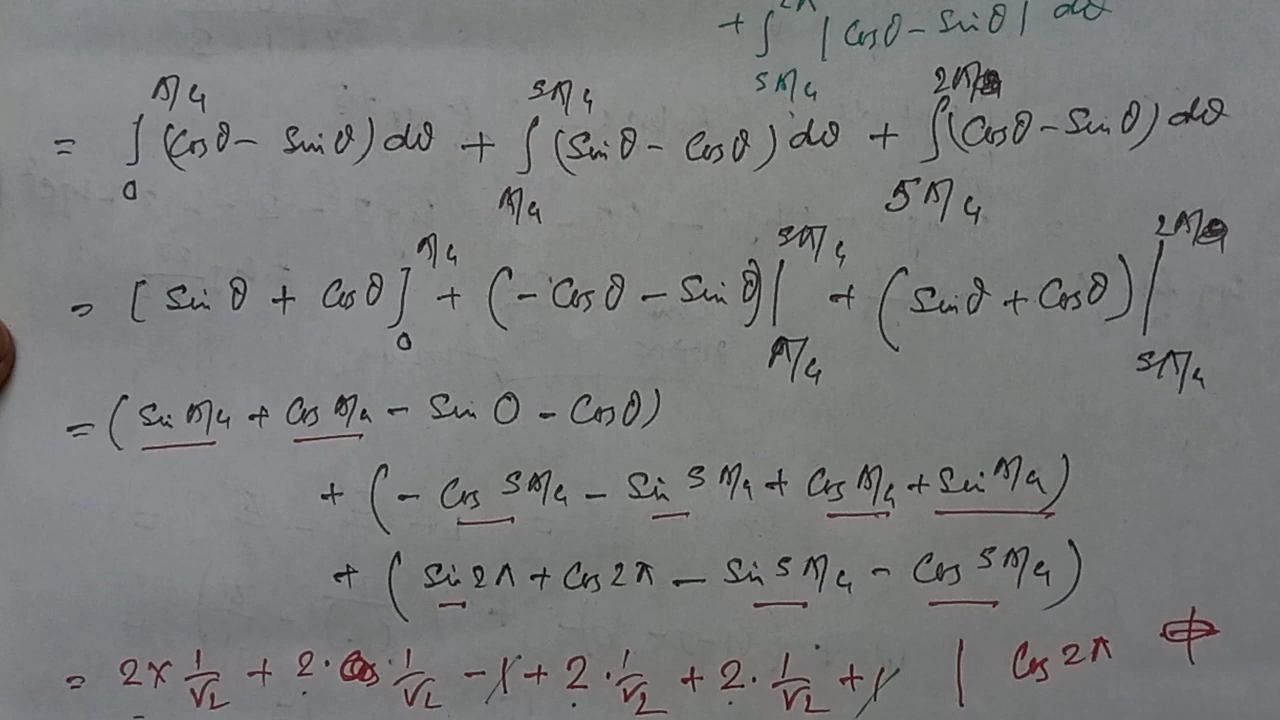 + ∫_{5π/4}^{2π} |Cosθ - Sinθ| dθ
= ∫_{0}^{π/4} (Cosθ - Sinθ) dθ + ∫_{π/4}^{5π/4} (Sinθ - Cosθ) dθ + ∫_{5π/4}^{2π} (Cosθ - Sinθ) dθ
= [Sinθ + Cosθ]_{0}^{π/4} + (-Cosθ - Sinθ)|_{π/4}^{5π/4} + (Sinθ + Cosθ)|_{5π/4}^{2π}
= (Sin π/4 + Cos π/4 - Sin 0 - Cos 0)
+ (-Cos 5π/4 - Sin 5π/4 + Cos π/4 + Sin π/4)
+ (Sin 2π + Cos 2π - Sin 5π/4 - Cos 5π/4)
= 2 × 1/√2 + 2 · 1/√2 - 1 + 2 · 1/√2 + 2 · 1/√2 + 1 | Cos 2π